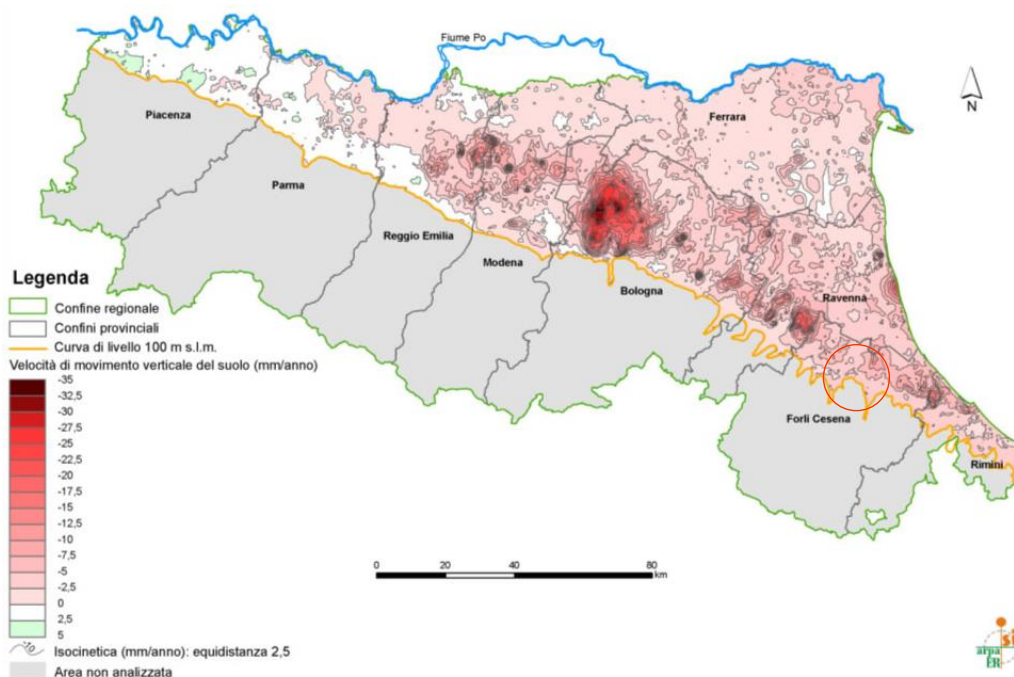 Fiume Po
N
Piacenza
Ferrara
Parma
Reggio Emilia
Modena
Bologna
Ravenna
Forlì Cesena
Rimini
Legenda
Confine regionale
Confini provinciali
Curva di livello 100 m s.l.m.
Velocità di movimento verticale del suolo (mm/anno)
-35
-32,5
-30
-27,5
-25
-22,5
-20
-17,5
-15
-12,5
-10
-7,5
-5
-2,5
0
2,5
5
Isocinetica (mm/anno): equidistanza 2,5
Area non analizzata
0 20 40 80
km
arpa
ER